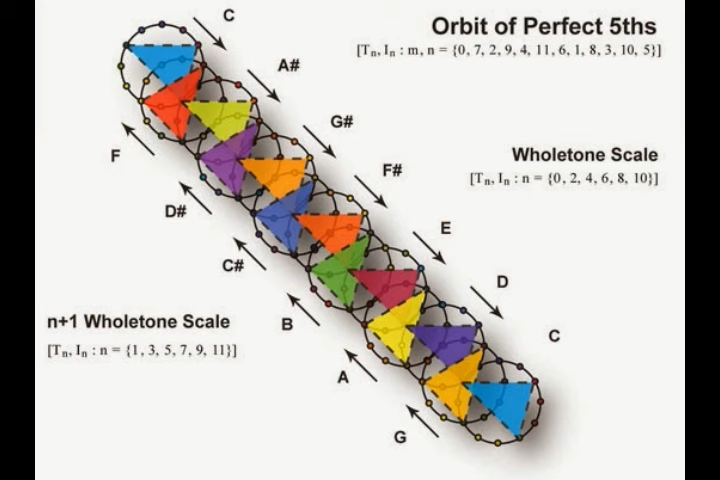 Orbit of Perfect 5ths
[Tn, In : m, n = {0, 7, 2, 9, 4, 11, 6, 1, 8, 3, 10, 5}]
C
A#
G#
F#
E
D
C
Wholetone Scale
[Tn, In : n = {0, 2, 4, 6, 8, 10}]
F
D#
C#
B
A
G
n+1 Wholetone Scale
[Tn, In : n = {1, 3, 5, 7, 9, 11}]